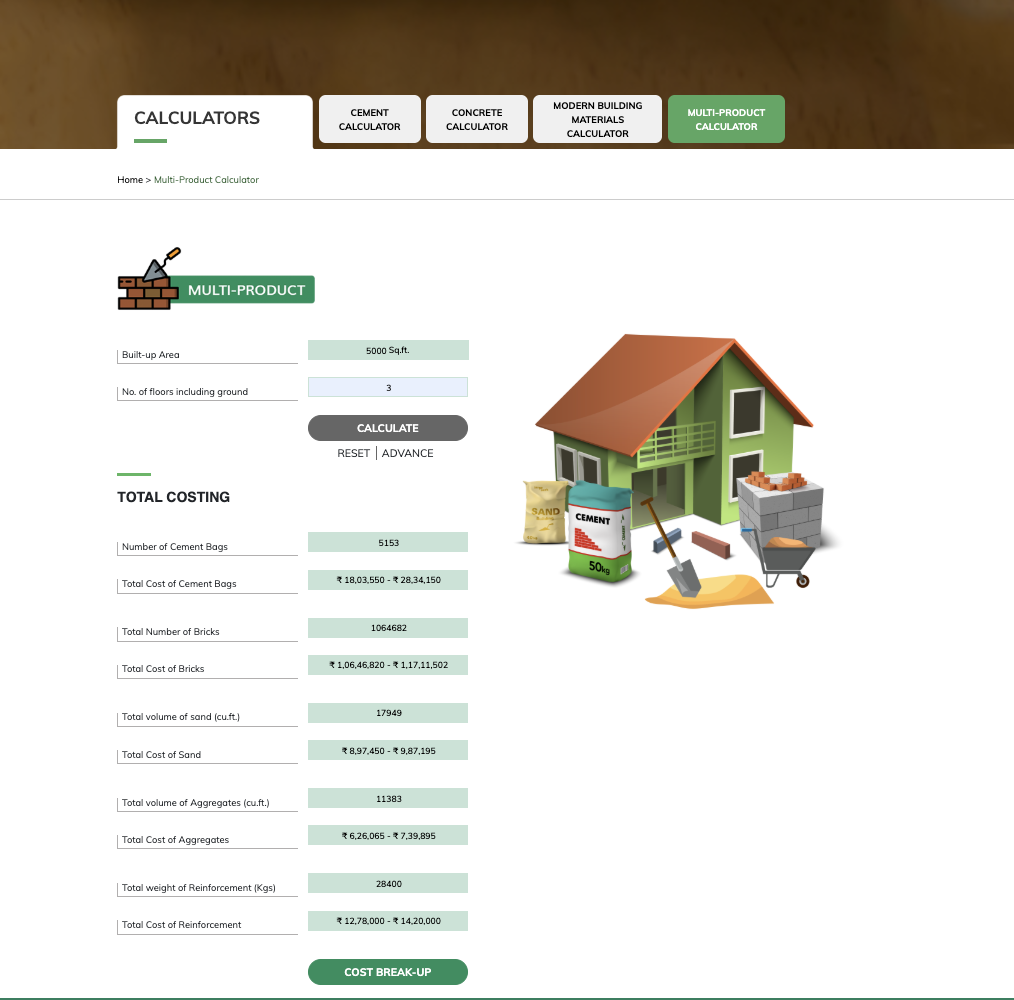 CALCULATORS
CEMENT
CALCULATOR
CONCRETE
CALCULATOR
MODERN BUILDING
MATERIALS
CALCULATOR
MULTI-PRODUCT
CALCULATOR
Home > Multi-Product Calculator
MULTI-PRODUCT
Built-up Area
5000 Sq.ft.
No. of floors including ground
3
CALCULATE
RESET | ADVANCE
TOTAL COSTING
Number of Cement Bags
5153
Total Cost of Cement Bags
₹ 18,03,550 - ₹ 28,34,150
Total Number of Bricks
1064682
Total Cost of Bricks
₹ 1,06,46,820 - ₹ 1,17,11,502
Total volume of sand (cu.ft.)
17949
Total Cost of Sand
₹ 8,97,450 - ₹ 9,87,195
Total volume of Aggregates (cu.ft.)
11383
Total Cost of Aggregates
₹ 6,26,065 - ₹ 7,39,895
Total weight of Reinforcement (Kgs)
28400
Total Cost of Reinforcement
₹ 12,78,000 - ₹ 14,20,000
COST BREAK-UP
SAND
CEMENT
50kg